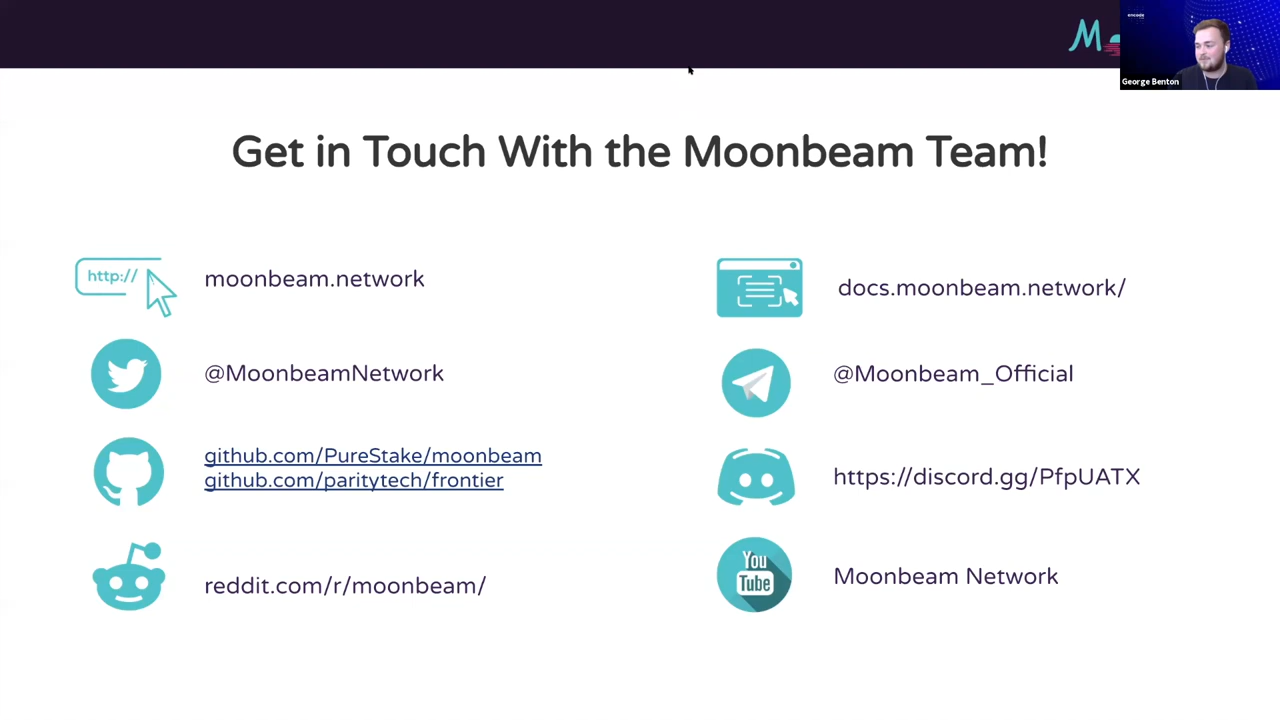 encode
George Benton
Get in Touch With the Moonbeam Team!
http://
moonbeam.network
@MoonbeamNetwork
github.com/PureStake/moonbeam
github.com/paritytech/frontier
reddit.com/r/moonbeam/
docs.moonbeam.network/
@Moonbeam_Official
https://discord.gg/PfpUATX
You
Tube
Moonbeam Network